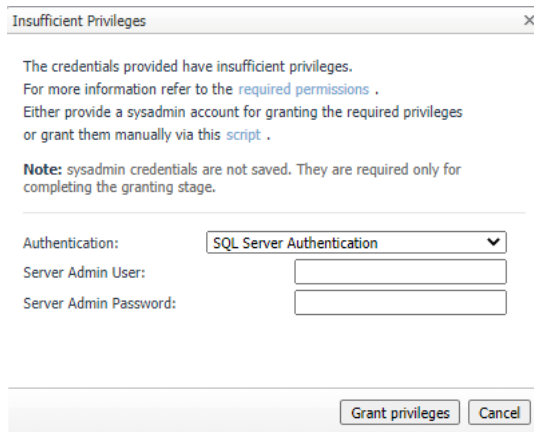 Insufficient Privileges
The credentials provided have insufficient privileges.
For more information refer to the required permissions .
Either provide a sysadmin account for granting the required privileges
or grant them manually via this script .
Note: sysadmin credentials are not saved. They are required only for
completing the granting stage.
Authentication: SQL Server Authentication
Server Admin User:
Server Admin Password:
Grant privileges Cancel